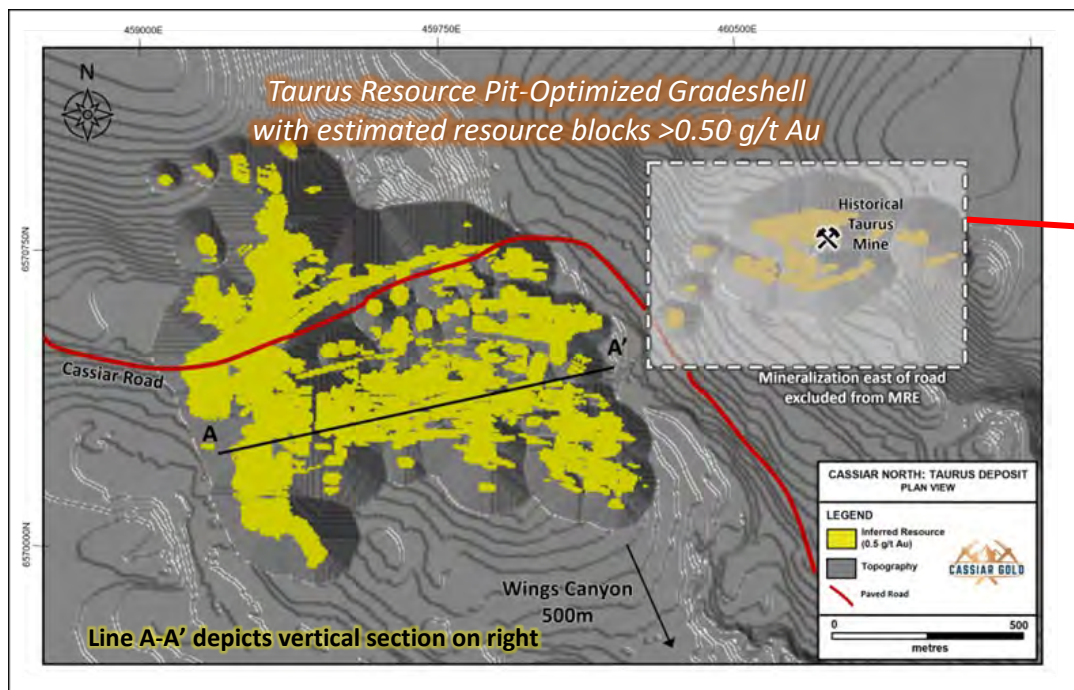 459000E
459750E
460500E
N
Taurus Resource Pit-Optimized Gradeshell
with estimated resource blocks >0.50 g/t Au
6570750N
Historical
Taurus
Mine
Cassiar Road
A
A'
Mineralization east of road
excluded from MRE
6570000N
Wings Canyon
500m
Line A-A’ depicts vertical section on right
CASSIAR NORTH: TAURUS DEPOSIT
PLAN VIEW
LEGEND
Inferred Resource
(0.5 g/t Au)
Topography
Paved Road
CASSIAR GOLD
0
500
metres